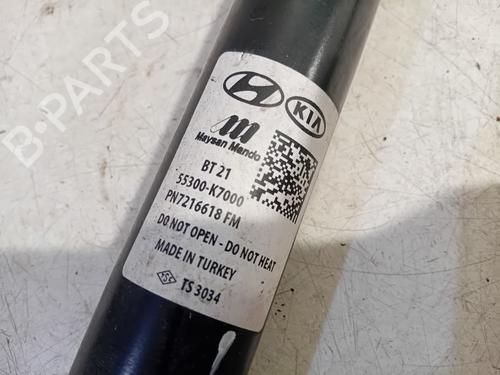 B-PARTS
KIA
Maysan Mando
BT 21
55300-K7000
PN7216618 FM
DO NOT OPEN - DO NOT HEAT
MADE IN TURKEY
TS 3034